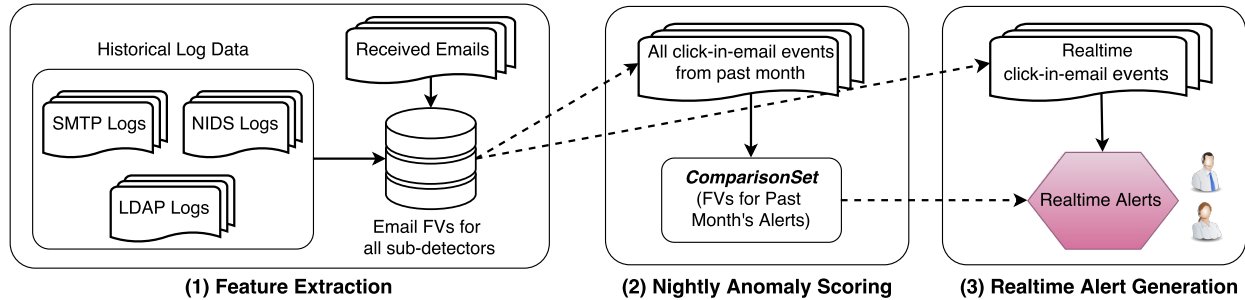 Historical Log Data
SMTP Logs
NIDS Logs
LDAP Logs
Received Emails
Email FVs for
all sub-detectors
(1) Feature Extraction
All click-in-email events
from past month
ComparisonSet
(FVs for Past
Month's Alerts)
(2) Nightly Anomaly Scoring
Realtime
click-in-email events
Realtime Alerts
(3) Realtime Alert Generation